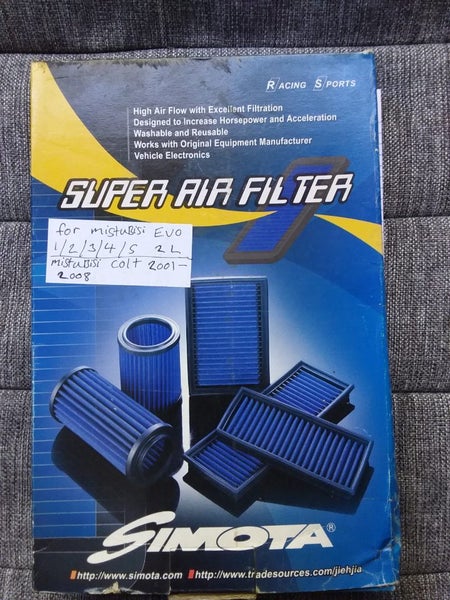 RACING SPORTS
High Air Flow with Excellent Filtration
Designed to Increase Horsepower and Acceleration
Washable and Reusable
Works with Original Equipment Manufacturer
Vehicle Electronics
SUPER AIR FILTER
for mistuBisi EVO
1/2/3/4/5 2L
mistuBisi Colt 2001-
2008
SIMOTA®
http://www.simota.com http://www.tradesources.com/jiehjia